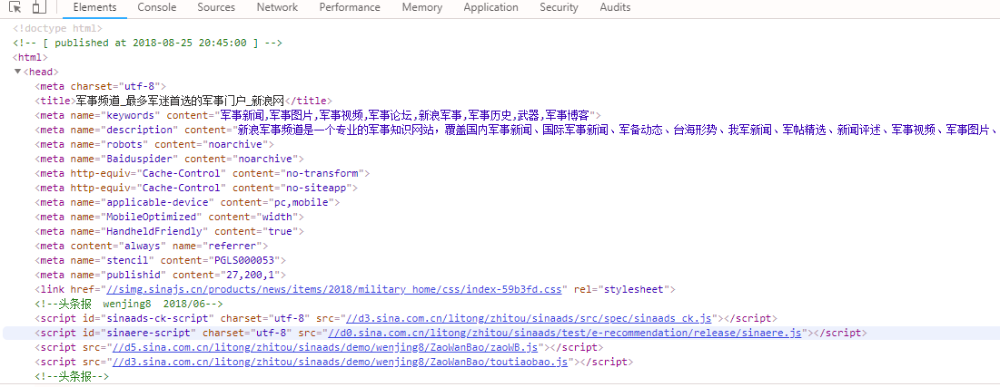 Elements Console Sources Network Performance Memory Application Security Audits
<!doctype html>
<!-- [ published at 2018-08-25 20:45:00 ] -->
<html>
▼<head>
<meta charset="utf-8">
<title>军事频道_最多军迷首选的军事门户_新浪网</title>
<meta name="keywords" content="军事新闻,军事图片,军事视频,军事论坛,新浪军事,军事历史,武器,军事博客">
<meta name="description" content="新浪军事频道是一个专业的军事知识网站，覆盖国内军事新闻、国际军事新闻、军备动态、台海形势、我军新闻、军帖精选、新闻评述、军事视频、军事图片、
<meta name="robots" content="noarchive">
<meta name="Baiduspider" content="noarchive">
<meta http-equiv="Cache-Control" content="no-transform">
<meta http-equiv="Cache-Control" content="no-siteapp">
<meta name="applicable-device" content="pc,mobile">
<meta name="MobileOptimized" content="width">
<meta name="HandheldFriendly" content="true">
<meta content="always" name="referrer">
<meta name="stencil" content="PGLS000053">
<meta name="publishid" content="27,200,1">
<link href="//simg.sinajs.cn/products/news/items/2018/military_home/css/index-59b3fd.css" rel="stylesheet">
<!--头条报 wenjing8 2018/06-->
<script id="sinaads-ck-script" charset="utf-8" src="//d3.sina.com.cn/litong/zhitou/sinaads/src/spec/sinaads_ck.js"></script>
<script id="sinaere-script" charset="utf-8" src="//d0.sina.com.cn/litong/zhitou/sinaads/test/e-recommendation/release/sinaere.js"></script>
<script src="//d5.sina.com.cn/litong/zhitou/sinaads/demo/wenjing8/ZaoWanBao/zaoWB.js"></script>
<script src="//d3.sina.com.cn/litong/zhitou/sinaads/demo/wenjing8/ZaoWanBao/toutiaobao.js"></script>
<!--头条报-->